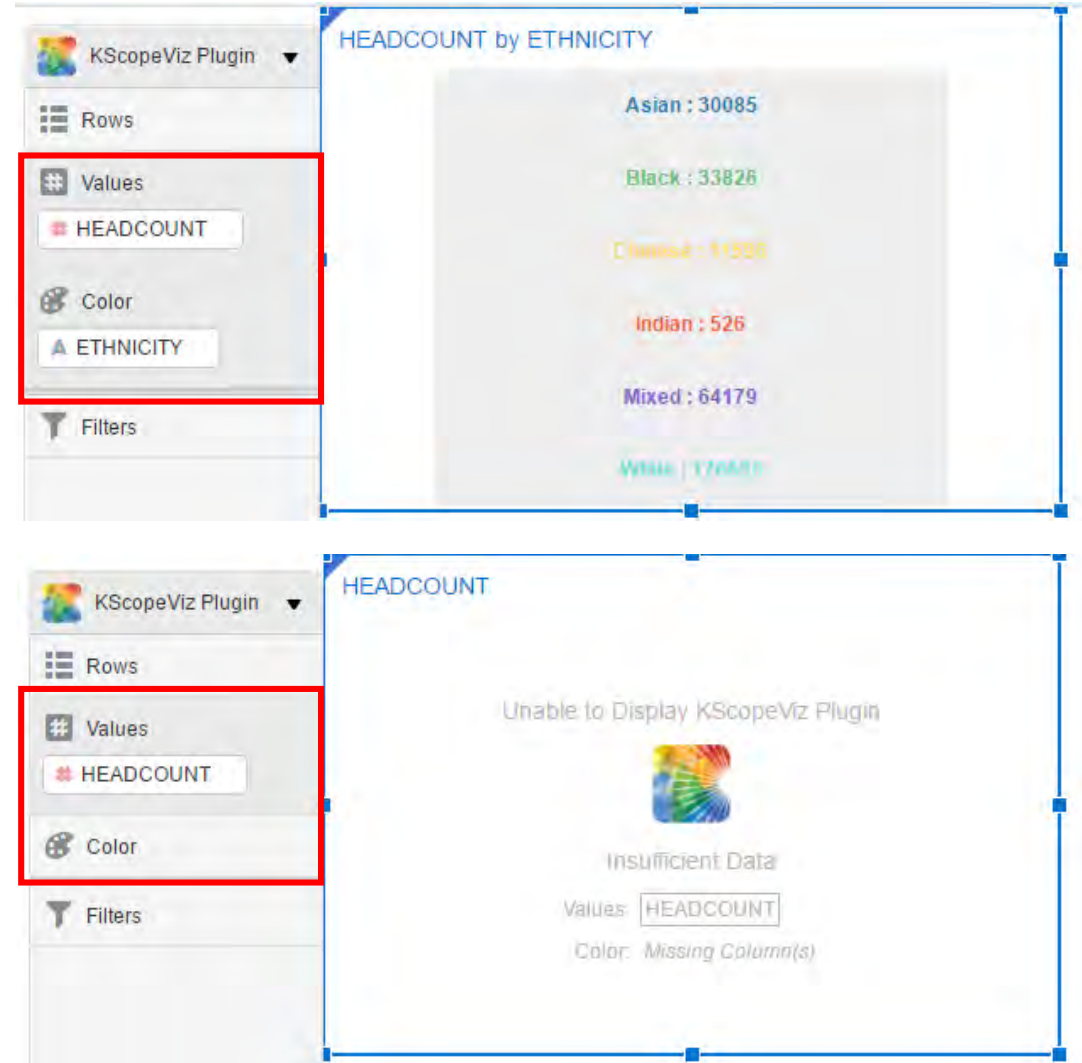 KScopeViz Plugin
Rows
Values
# HEADCOUNT
Color
A ETHNICITY
Filters
HEADCOUNT by ETHNICITY
Asian : 30085
Black : 33826
Indian : 526
Mixed : 64179
White :
KScopeViz Plugin
Rows
Values
# HEADCOUNT
Color
Filters
HEADCOUNT
Unable to Display KScopeViz Plugin
Insufficient Data
Values: HEADCOUNT
Color: Missing Column(s)